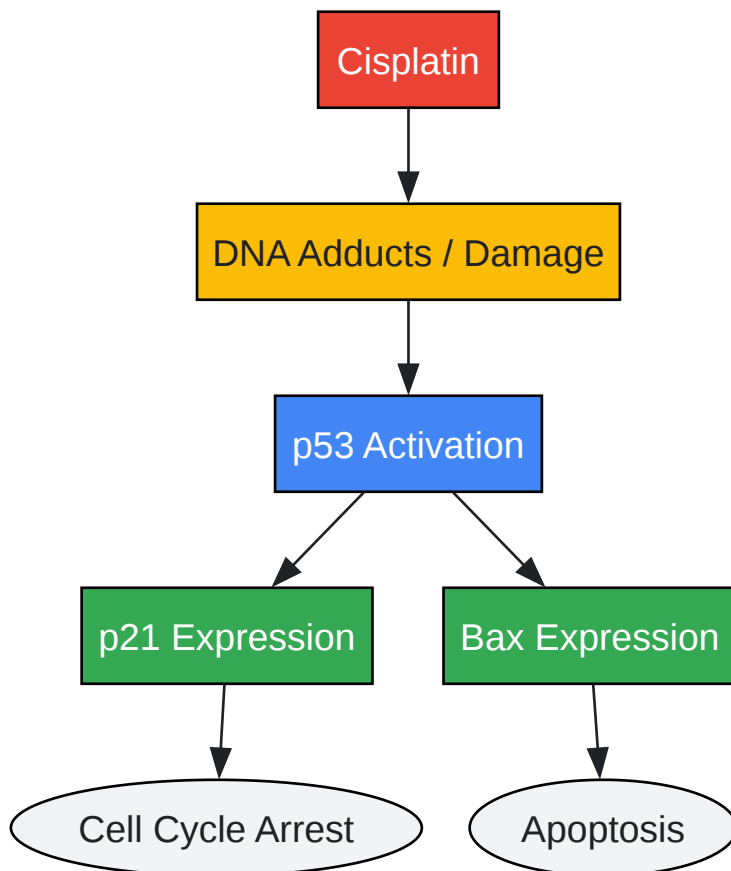 Cisplatin
DNA Adducts / Damage
p53 Activation
p21 Expression
Bax Expression
Cell Cycle Arrest
Apoptosis